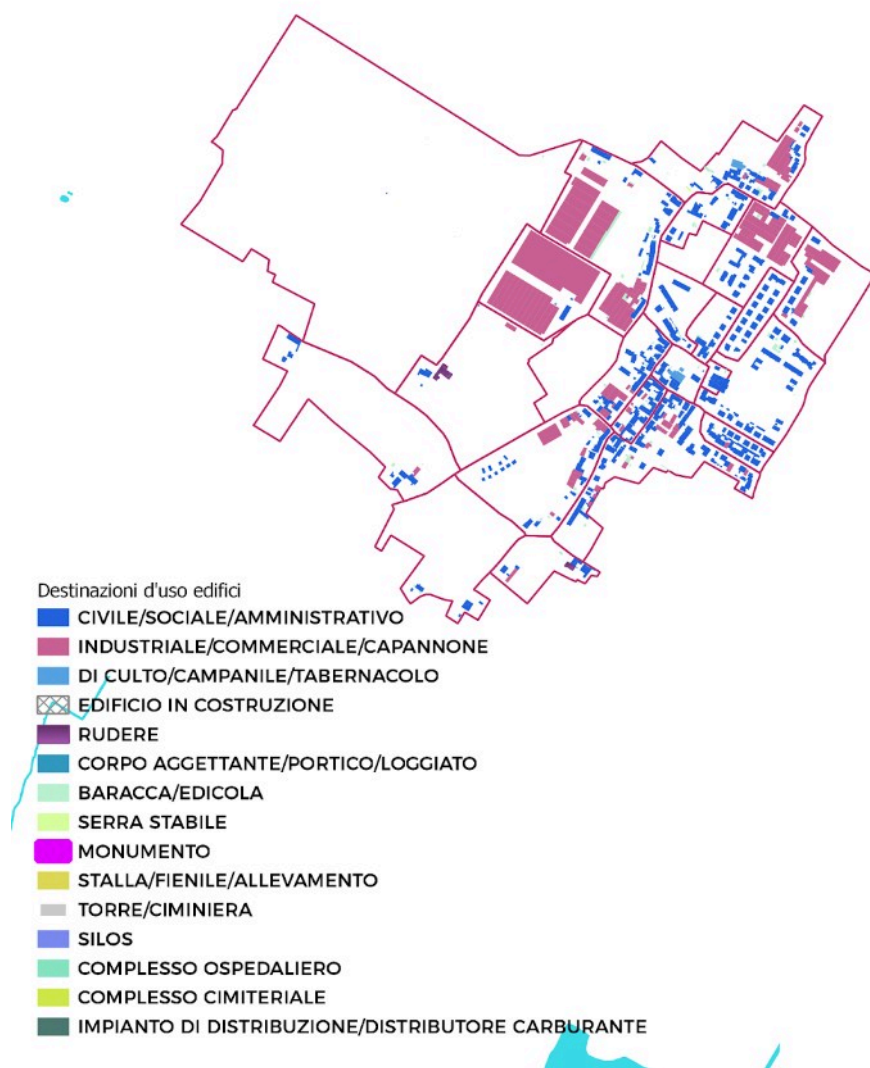 Destinazioni d'uso edifici
CIVILE/SOCIALE/AMMINISTRATIVO
INDUSTRIALE/COMMERCIALE/CAPANNONE
DI CULTO/CAMPANILE/TABERNACOLO
EDIFICIO IN COSTRUZIONE
RUDERE
CORPO AGGETTANTE/PORTICO/LOGGIATO
BARACCA/EDICOLA
SERRA STABILE
MONUMENTO
STALLA/FIENILE/ALLEVAMENTO
TORRE/CIMINIERA
SILOS
COMPLESSO OSPEDALIERO
COMPLESSO CIMITERIALE
IMPIANTO DI DISTRIBUZIONE/DISTRIBUTORE CARBURANTE